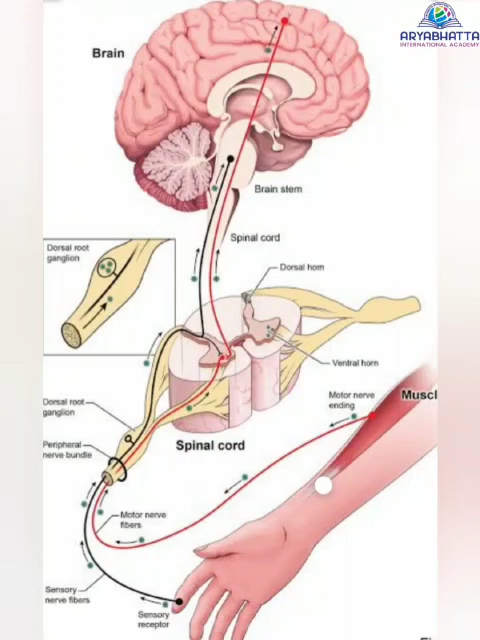 ARYABHATTA
INTERNATIONAL ACADEMY
Brain
Brain stem
Spinal cord
Dorsal root
ganglion
Dorsal horn
Ventral horn
Motor nerve
ending
Muscl
Dorsal root
ganglion
Spinal cord
Peripheral
nerve bundle
Motor nerve
fibers
Sensory
nerve fibers
Sensory
receptor